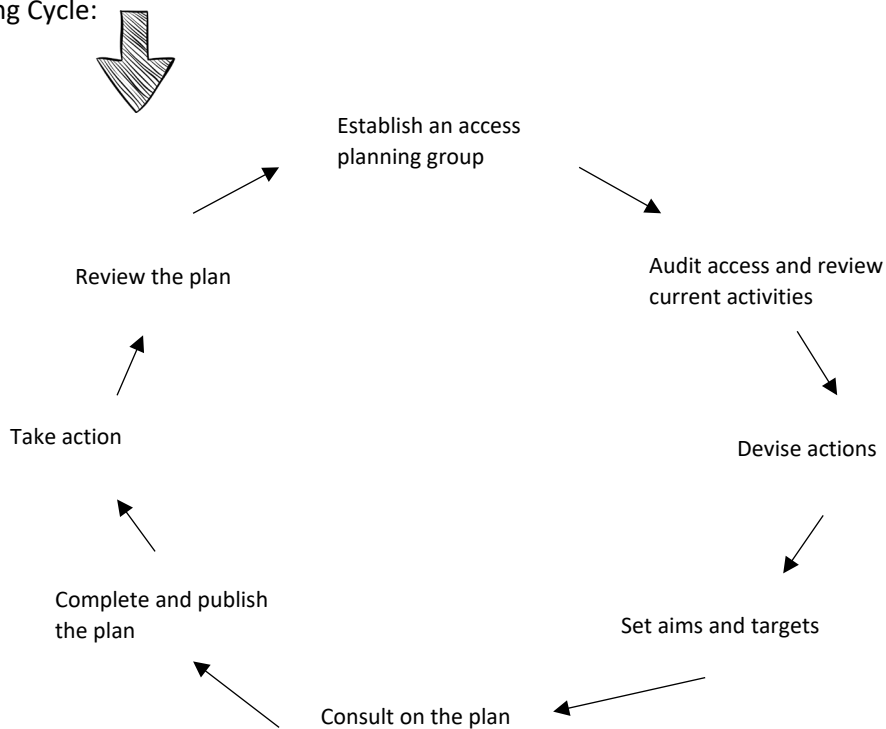 ng Cycle:
Establish an access
planning group
Audit access and review
current activities
Devise actions
Set aims and targets
Consult on the plan
Complete and publish
the plan
Take action
Review the plan